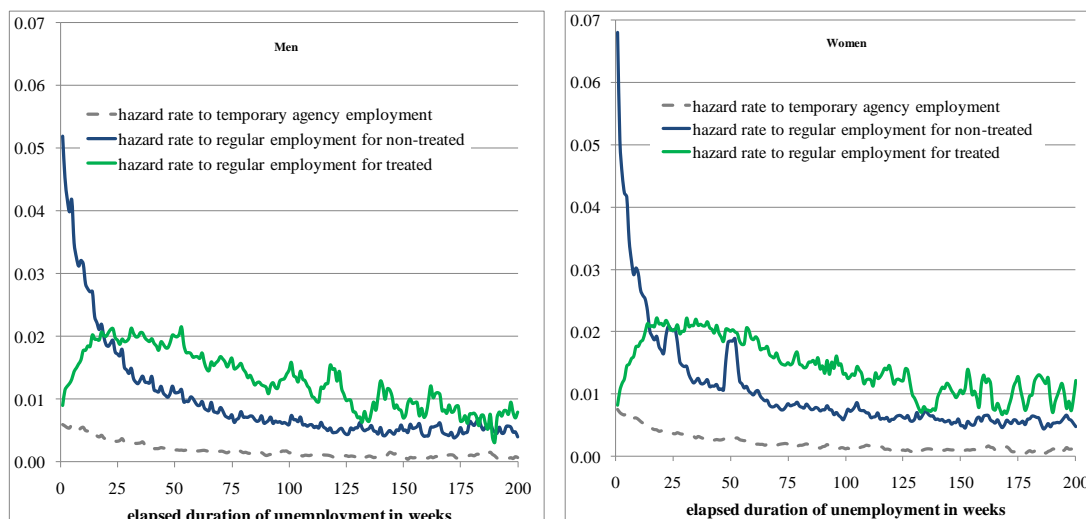 Men
0.07
0.06
0.05
0.04
0.03
0.02
0.01
0.00
hazard rate to temporary agency employment
hazard rate to regular employment for non-treated
hazard rate to regular employment for treated
0 25 50 75 100 125 150 175 200
elapsed duration of unemployment in weeks
Women
0.07
0.06
0.05
0.04
0.03
0.02
0.01
0.00
hazard rate to temporary agency employment
hazard rate to regular employment for non-treated
hazard rate to regular employment for treated
0 25 50 75 100 125 150 175 200
elapsed duration of unemployment in weeks